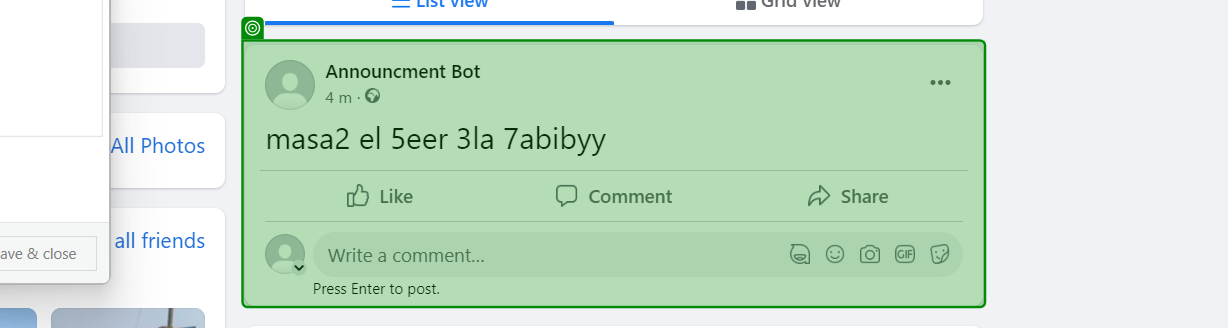 List view
Grid view
Announcment Bot
4 m ·
masa2 el 5eer 3la 7abibyy
Like
Comment
Share
Write a comment...
GIF
Press Enter to post.
All Photos
all friends
ave & close